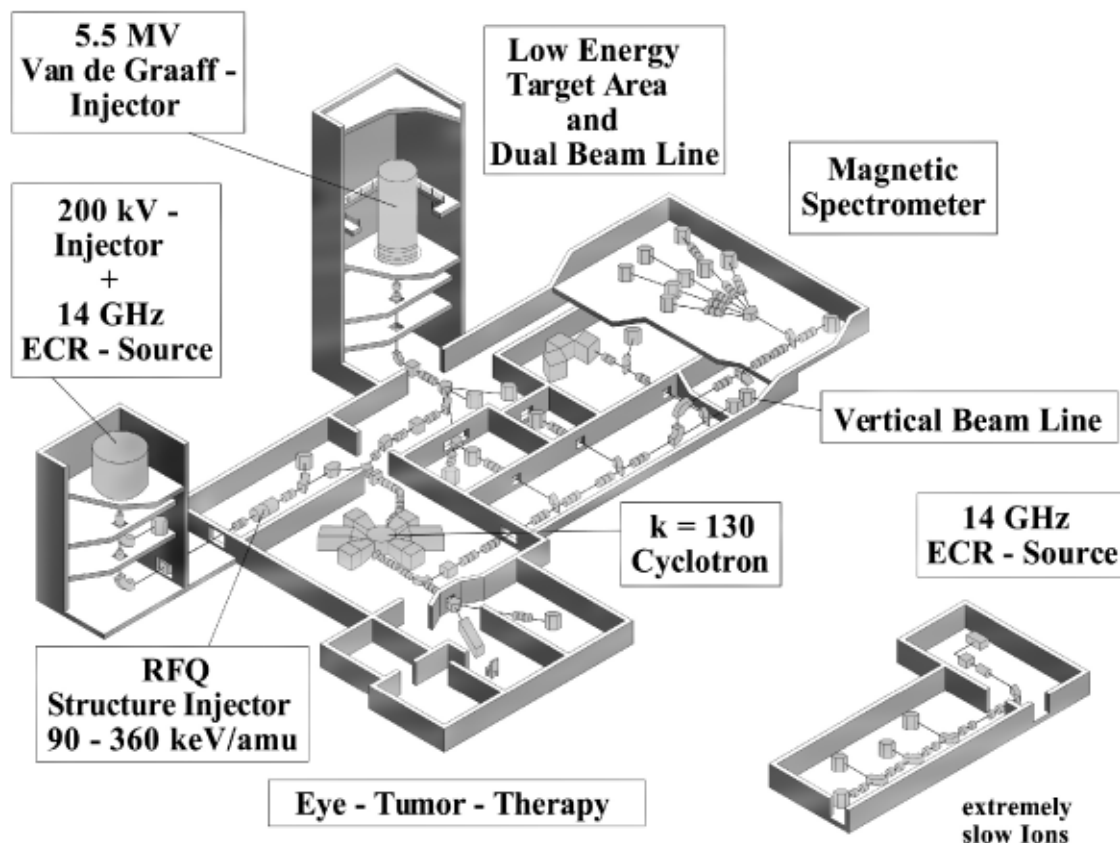 5.5 MV
Van de Graaff -
Injector
Low Energy
Target Area
and
Dual Beam Line
Magnetic
Spectrometer
200 kV -
Injector
+
14 GHz
ECR - Source
Vertical Beam Line
k = 130
Cyclotron
14 GHz
ECR - Source
RFQ
Structure Injector
90 - 360 keV/amu
Eye - Tumor - Therapy
extremely
slow Ions